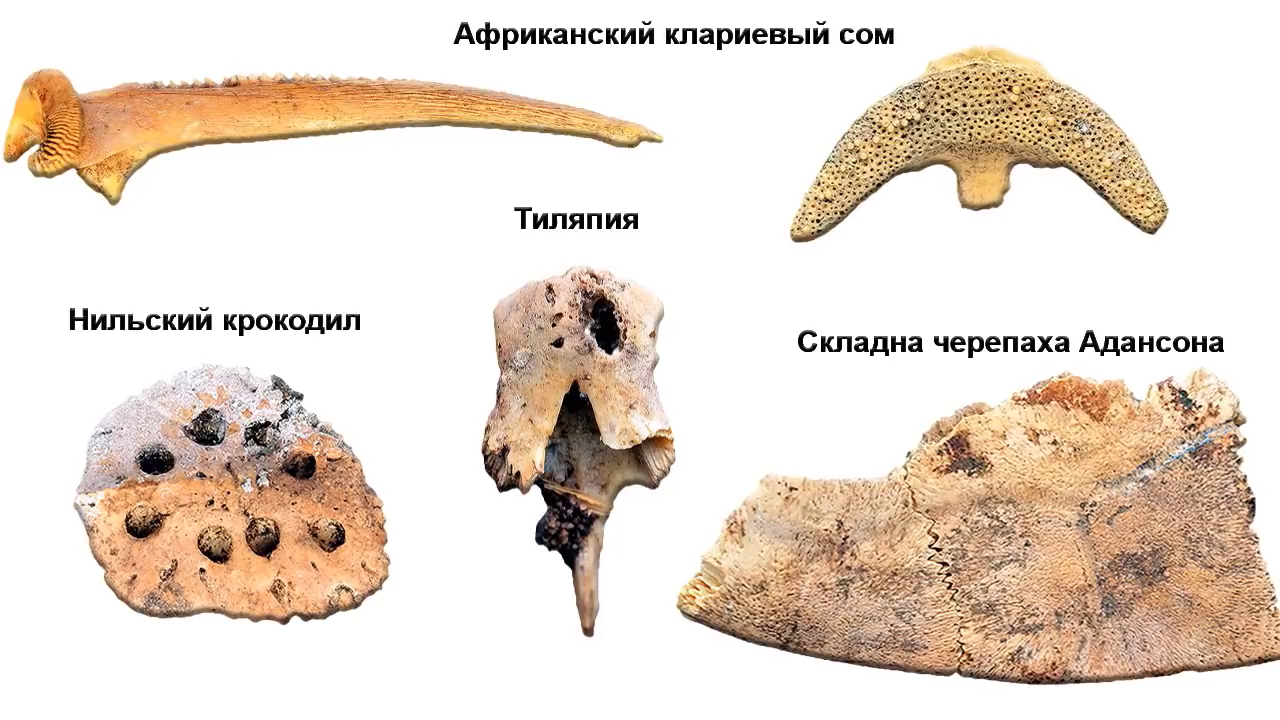 Африканский клариевый сом
Тиляпия
Нильский крокодил
Складна черепаха Адансона